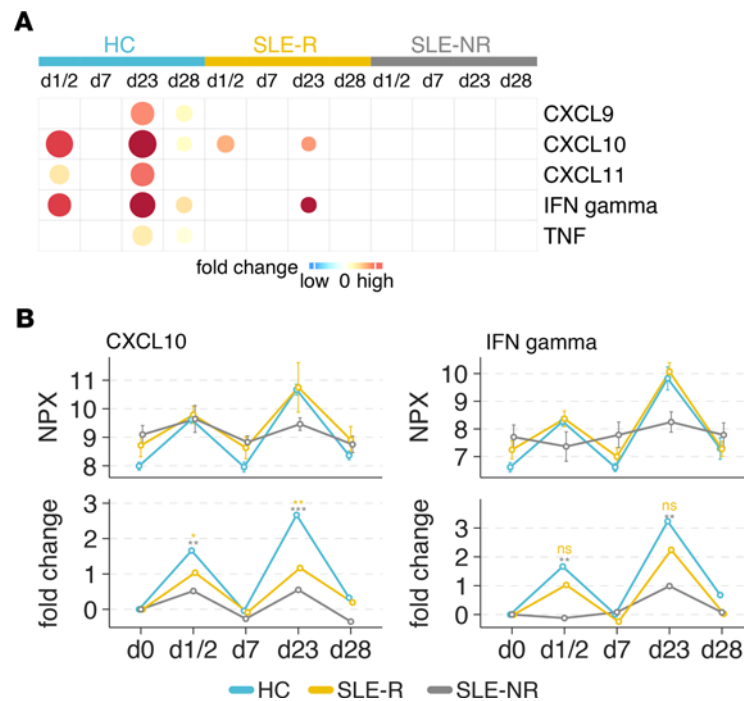 A
HC SLE-R SLE-NR
d1/2 d7 d23 d28 d1/2 d7 d23 d28 d1/2 d7 d23 d28
CXCL9
CXCL10
CXCL11
IFN gamma
TNF
fold change
low 0 high
B
CXCL10
NPX
11
10
9
8
fold change
3
2
1
0
*
**
**
***
d0 d1/2 d7 d23 d28
IFN gamma
NPX
10
9
8
7
fold change
3
2
1
0
ns
**
ns
**
d0 d1/2 d7 d23 d28
HC SLE-R SLE-NR